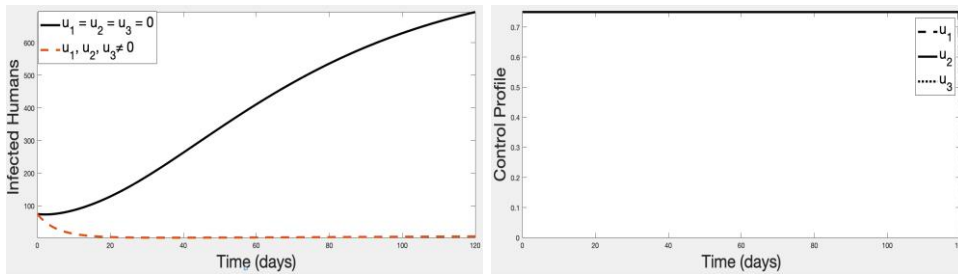 u1 = u2 = u3 = 0
u1, u2, u3 ≠ 0
Infected Humans
600
500
400
300
200
100
0 20 40 60 80 100 120
Time (days)
u1
u2
u3
Control Profile
0.7
0.6
0.5
0.4
0.3
0.2
0.1
0
0 20 40 60 80 100 120
Time (days)